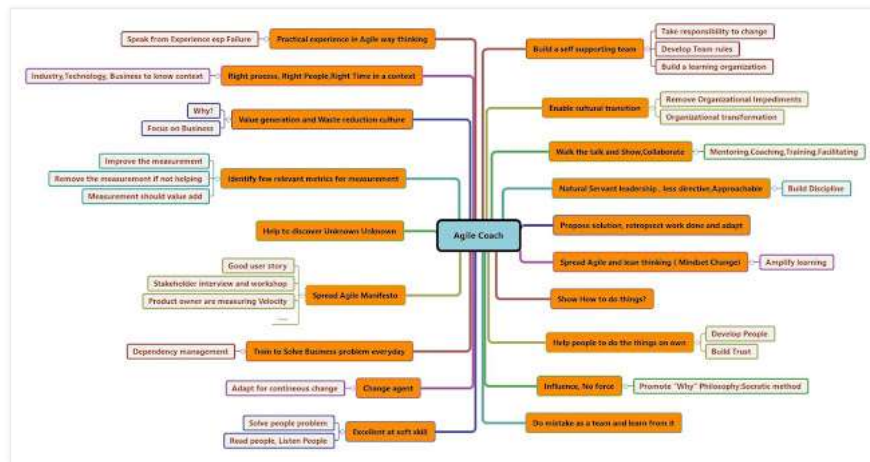 Speak from Experience esp Failure
Practical experience in Agile way thinking
Industry,Technology, Business to know context
Right process, Right People,Right Time in a context
Why?
Focus on Business
Value generation and Waste reduction culture
Improve the measurement
Remove the measurement if not helping
Measurement should value add
Identify few relevant metrics for measurement
Help to discover Unknown Unknown
Good user story
Stakeholder interview and workshop
Product owner are measuring Velocity
....
Spread Agile Manifesto
Dependency management
Train to Solve Business problem everyday
Adapt for contineous change
Change agent
Solve people problem
Read people, Listen People
Excellent at soft skill
Agile Coach
Build a self supporting team
Take responsibility to change
Develop Team rules
Build a learning organization
Enable cultural transition
Remove Organizational Impediments
Organizational transformation
Walk the talk and Show,Collaborate
Mentoring,Coaching,Training,Facilitating
Natural Servant leadership , less directive,Approachable
Build Discipline
Propose solution, retrospect work done and adapt
Spread Agile and lean thinking ( Mindset Change)
Amplify learning
Show How to do things?
Help people to do the things on own
Develop People
Build Trust
Influence, No force
Promote "Why" Philosophy:Socratic method
Do mistake as a team and learn from it